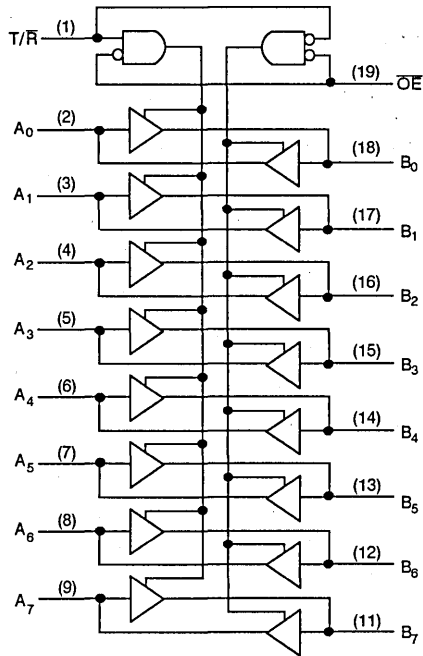 T/R̅ (1)
(19) O̅E̅
A₀ (2)
(18) B₀
A₁ (3)
(17) B₁
A₂ (4)
(16) B₂
A₃ (5)
(15) B₃
A₄ (6)
(14) B₄
A₅ (7)
(13) B₅
A₆ (8)
(12) B₆
A₇ (9)
(11) B₇